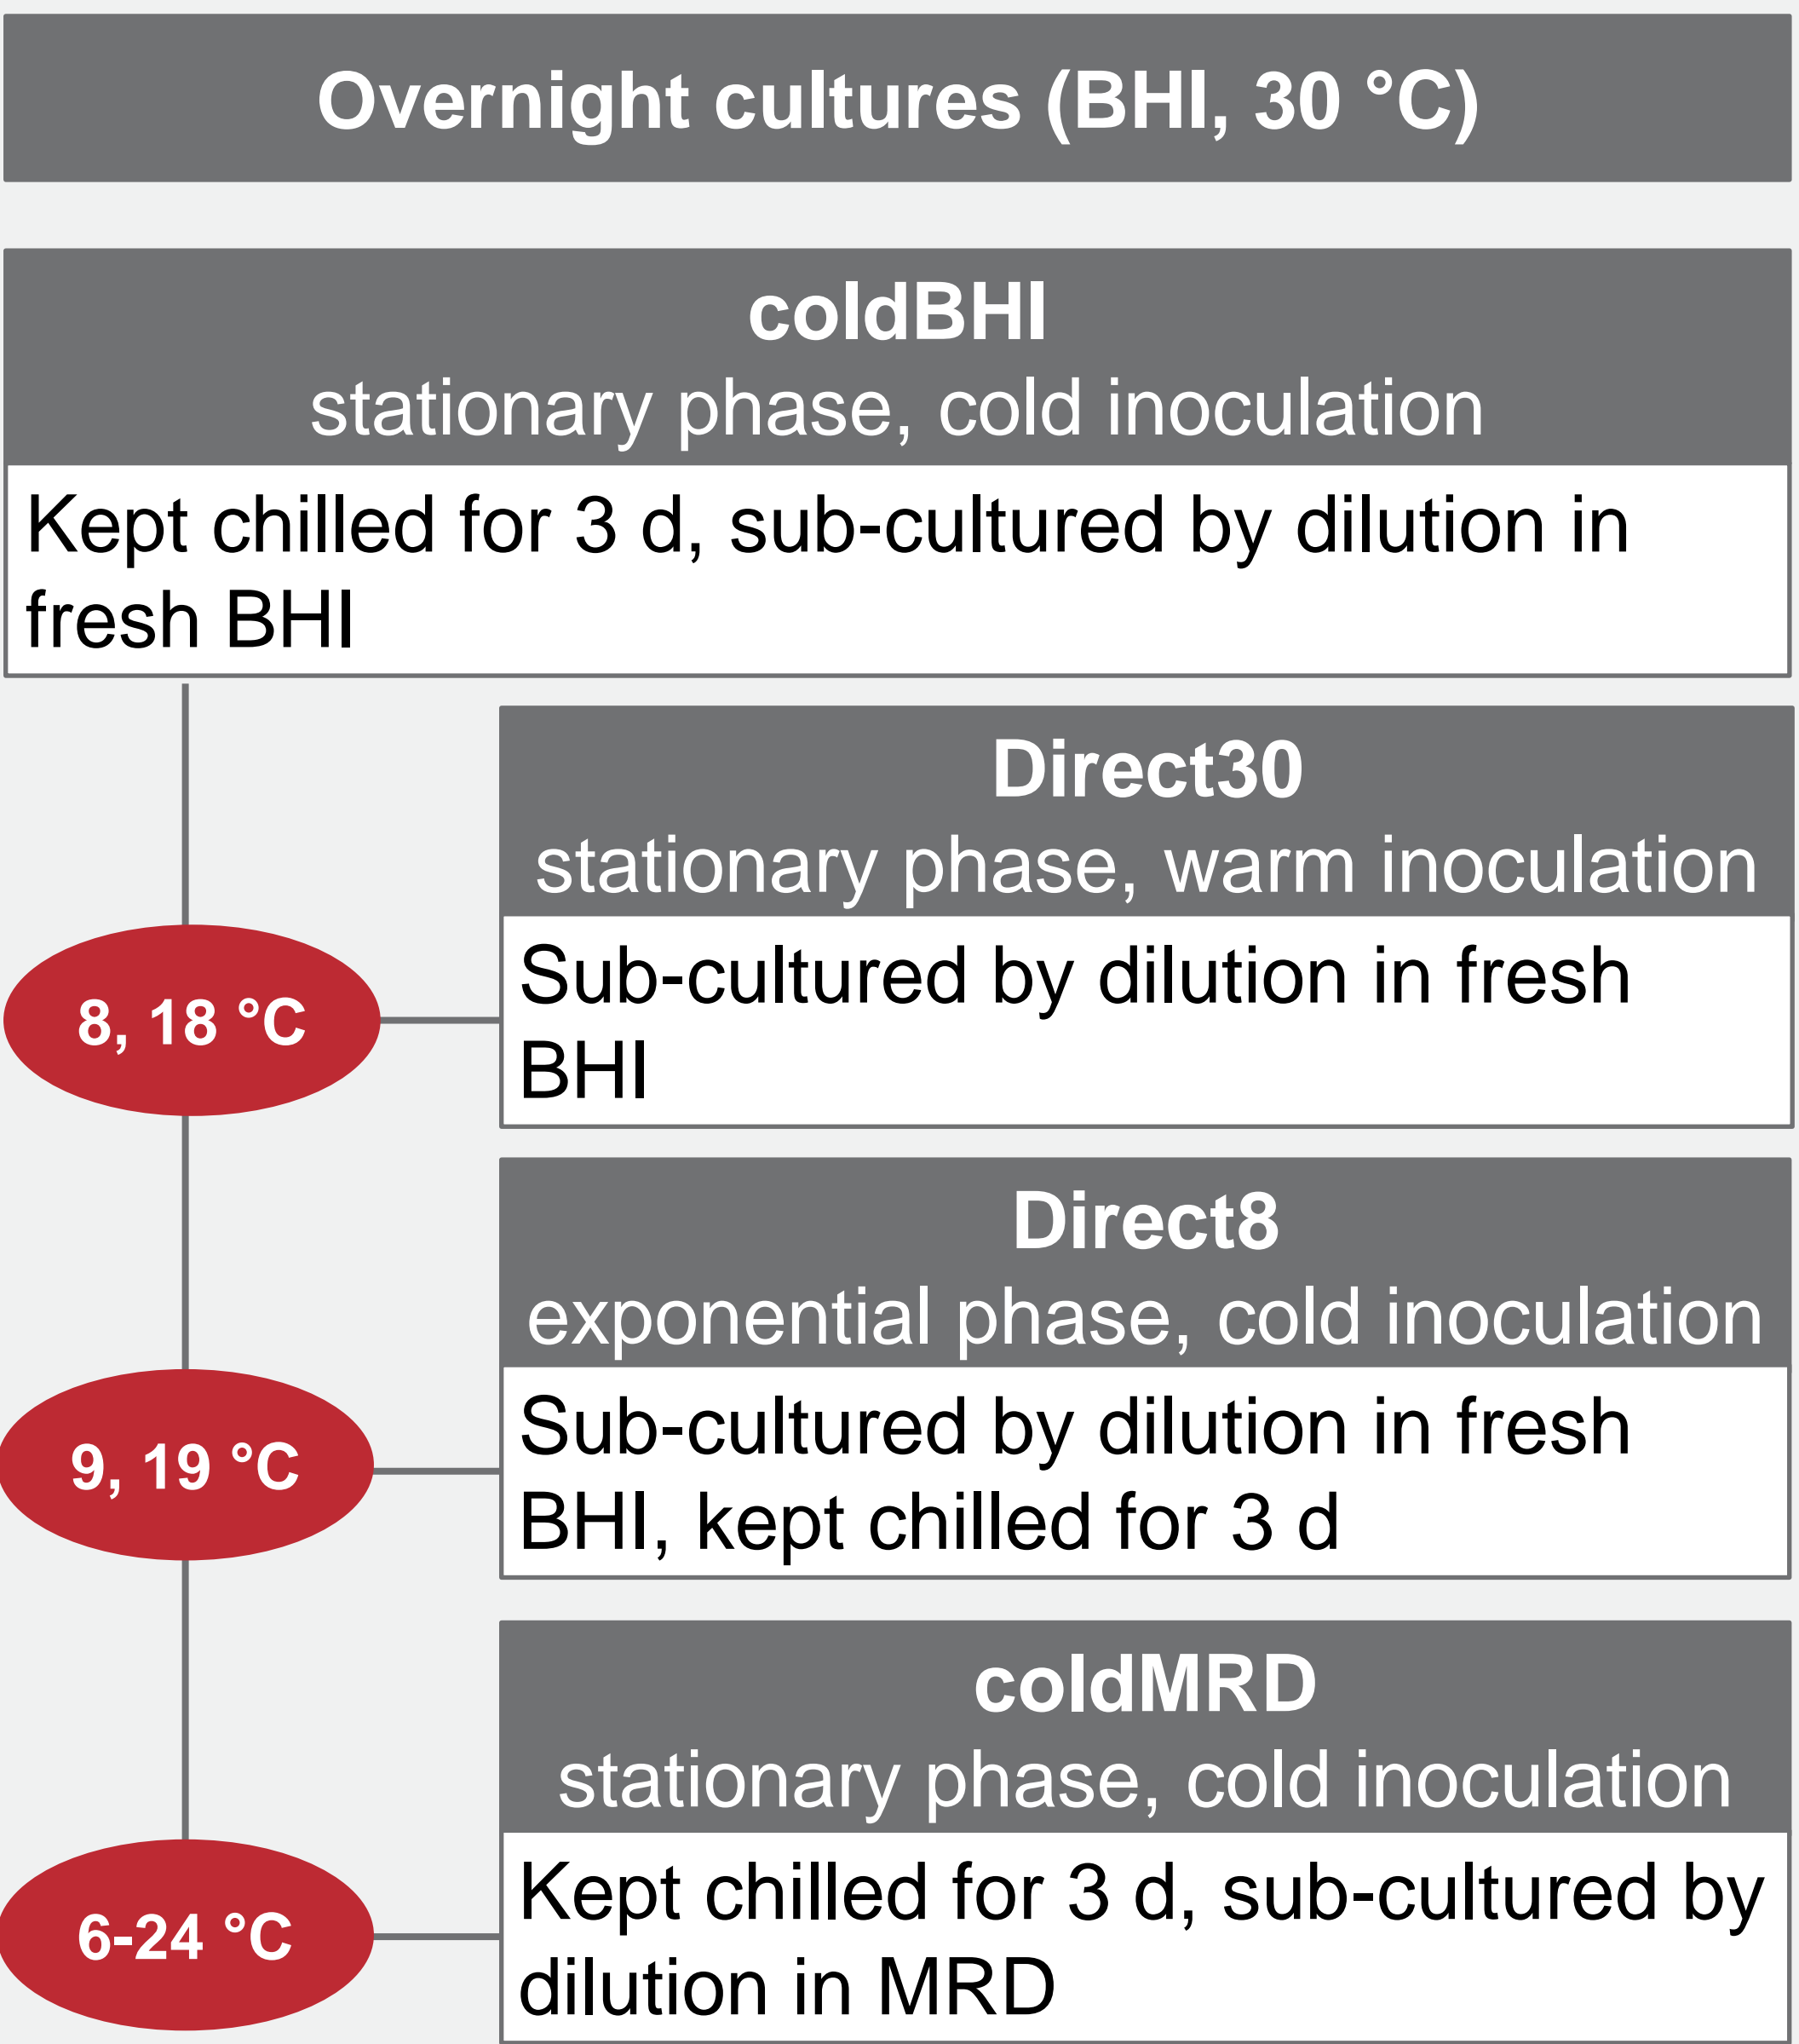 Overnight cultures (BHI, 30 °C)
coldBHI
stationary phase, cold inoculation
Kept chilled for 3 d, sub-cultured by dilution in
fresh BHI
Direct30
stationary phase, warm inoculation
Sub-cultured by dilution in fresh
BHI
8, 18 °C
Direct8
exponential phase, cold inoculation
Sub-cultured by dilution in fresh
BHI, kept chilled for 3 d
9, 19 °C
coldMRD
stationary phase, cold inoculation
Kept chilled for 3 d, sub-cultured by
dilution in MRD
6-24 °C